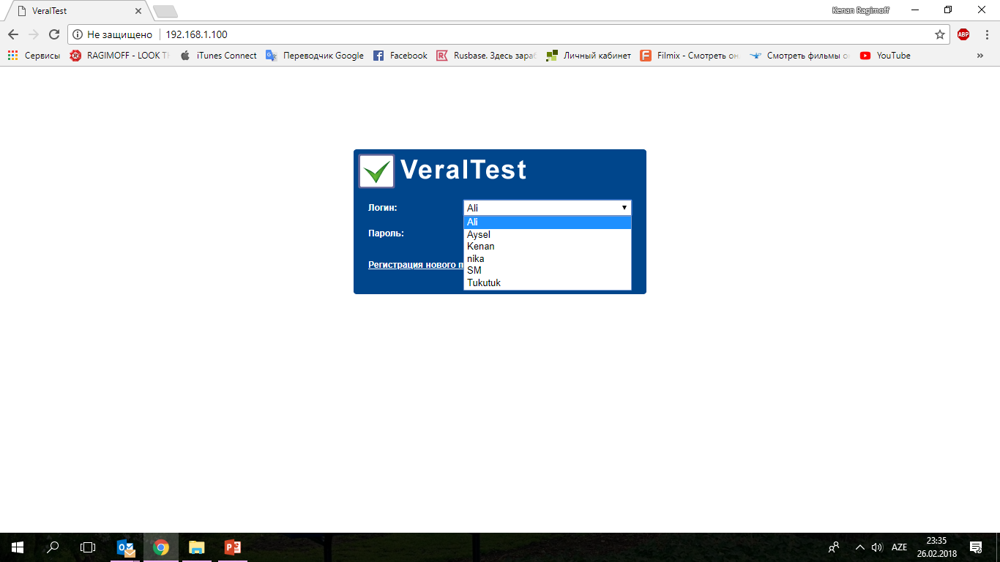 VeralTest
Kenan Ragimoff
Не защищено 192.168.1.100
ABP
Сервисы RAGIMOFF - LOOK iTunes Connect Переводчик Google Facebook Rusbase. Здесь Личный кабинет Filmix - Смотреть Смотреть фильмы YouTube »
VeralTest
Логин: Ali
Ali
Aysel
Пароль:
Kenan
nika
Регистрация нового
SM
Tukutuk
AZE
23:35
26.02.2018